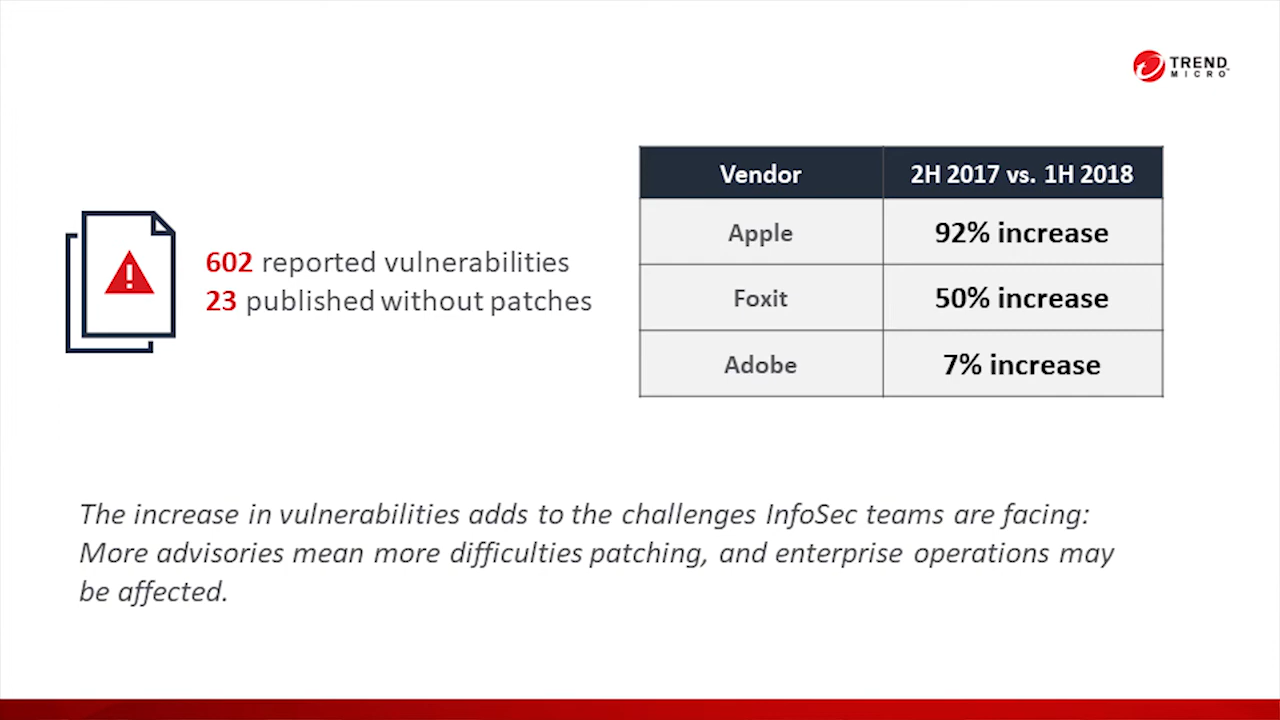 TREND
MICRO
602 reported vulnerabilities
23 published without patches
Vendor 2H 2017 vs. 1H 2018
Apple 92% increase
Foxit 50% increase
Adobe 7% increase
The increase in vulnerabilities adds to the challenges InfoSec teams are facing:
More advisories mean more difficulties patching, and enterprise operations may
be affected.